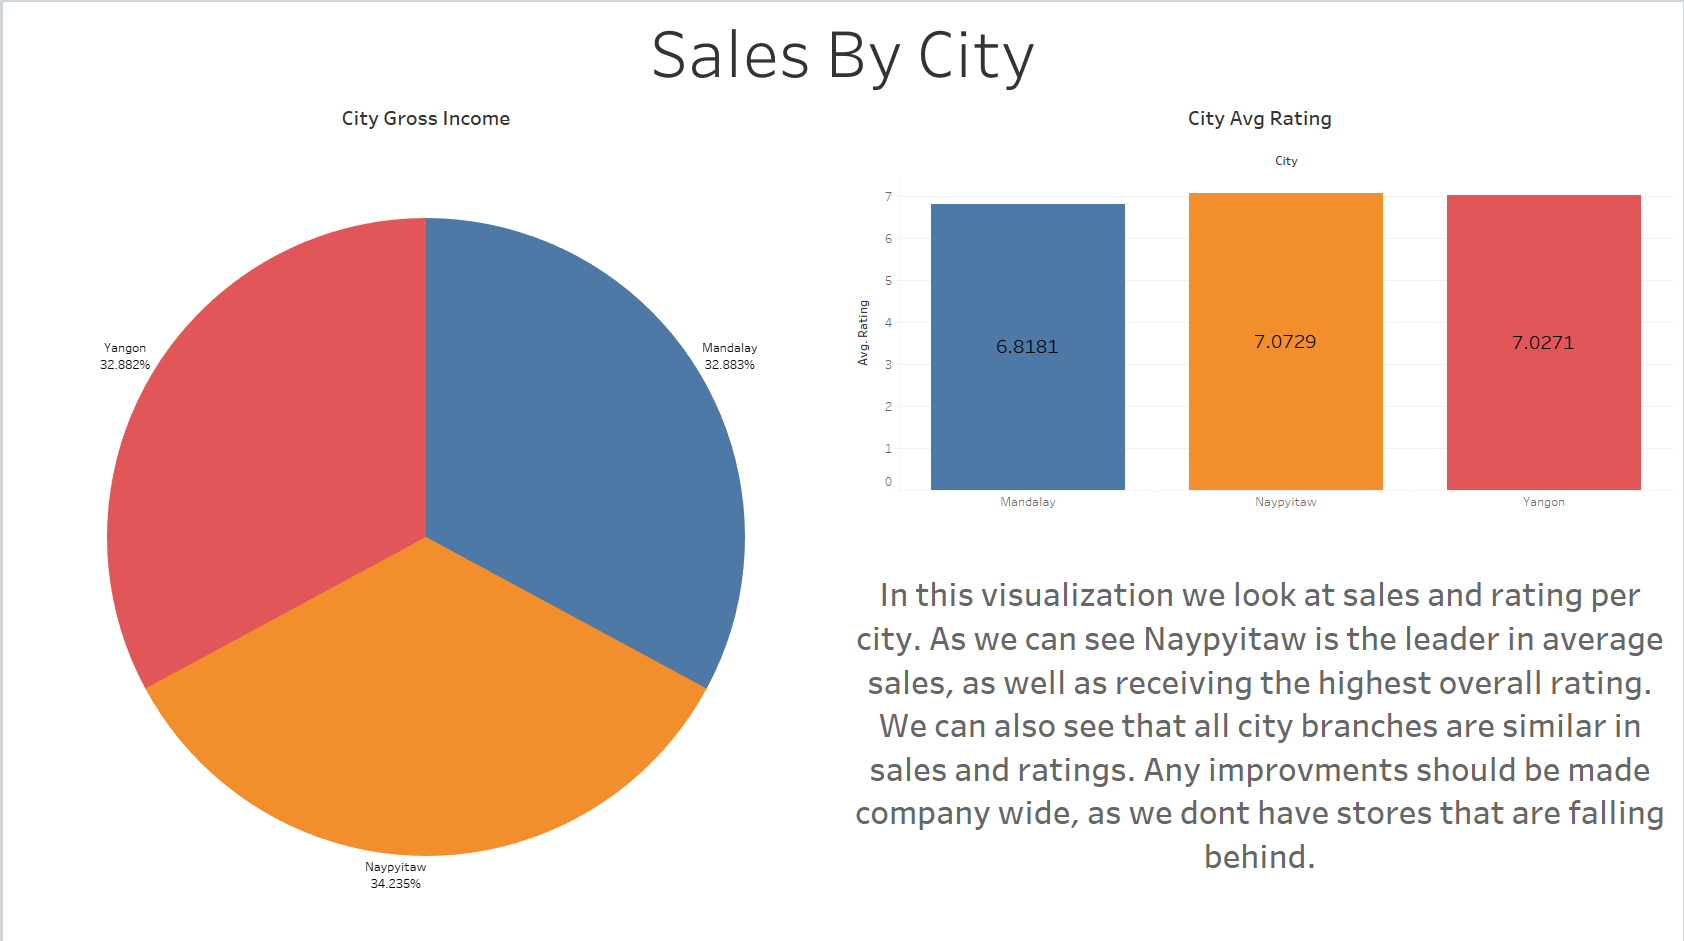 Sales By City
City Gross Income
Yangon
32.882%
Mandalay
32.883%
Naypyitaw
34.235%
City Avg Rating
City
Avg. Rating
7
6
5
4
3
2
1
0
6.8181
7.0729
7.0271
Mandalay
Naypyitaw
Yangon
In this visualization we look at sales and rating per
city. As we can see Naypyitaw is the leader in average
sales, as well as receiving the highest overall rating.
We can also see that all city branches are similar in
sales and ratings. Any improvments should be made
company wide, as we dont have stores that are falling
behind.